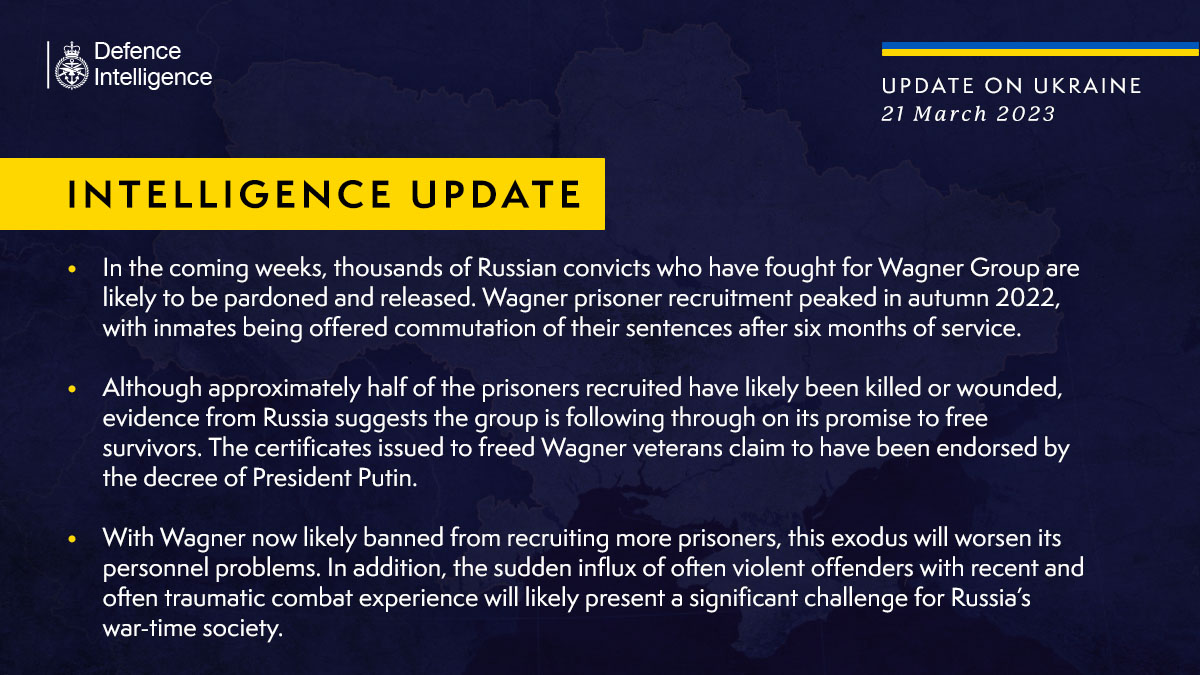 Defence
Intelligence
UPDATE ON UKRAINE
21 March 2023
INTELLIGENCE UPDATE
• In the coming weeks, thousands of Russian convicts who have fought for Wagner Group are
likely to be pardoned and released. Wagner prisoner recruitment peaked in autumn 2022,
with inmates being offered commutation of their sentences after six months of service.
• Although approximately half of the prisoners recruited have likely been killed or wounded,
evidence from Russia suggests the group is following through on its promise to free
survivors. The certificates issued to freed Wagner veterans claim to have been endorsed by
the decree of President Putin.
• With Wagner now likely banned from recruiting more prisoners, this exodus will worsen its
personnel problems. In addition, the sudden influx of often violent offenders with recent and
often traumatic combat experience will likely present a significant challenge for Russia’s
war-time society.